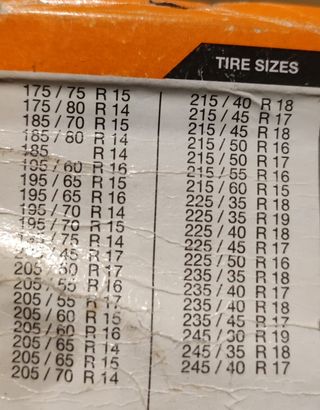 TIRE SIZES
175 / 75 R 15
175 / 80 R 14
185 / 70 R 15
185 / 80 R 14
185 R 14
195 / 60 R 16
195 / 65 R 15
195 / 65 R 16
195 / 70 R 14
195 / 70 R 15
/ 75 R 14
/ 45 R 17
205 / 50 R 17
205 / 55 R 16
205 / 55 R 17
205 / 60 R 15
205 / 60 R 16
205 / 65 R 14
205 / 65 R 15
205 / 70 R 14
215 / 40 R 18
215 / 45 R 17
215 / 45 R 18
215 / 50 R 16
215 / 50 R 17
215 / 55 R 16
215 / 60 R 15
225 / 35 R 18
225 / 35 R 19
225 / 40 R 18
225 / 45 R 17
225 / 50 R 16
235 / 35 R 18
235 / 40 R 17
235 / 40 R 18
235 / 45 R 17
245 / 30 R 19
245 / 35 R 18
245 / 40 R 17